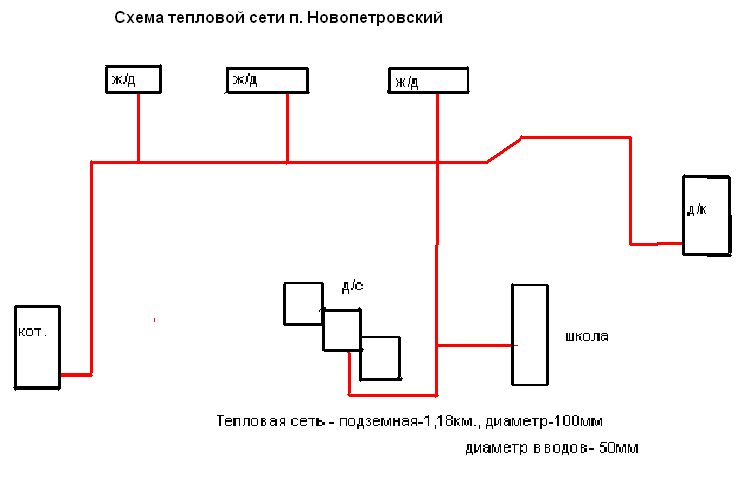 Схема тепловой сети п. Новопетровский
ж/д
ж/д
ж/д
д/к
д/с
кот.
школа
Тепловая сеть - подземная-1,18км., диаметр-100мм
диаметр вводов- 50мм